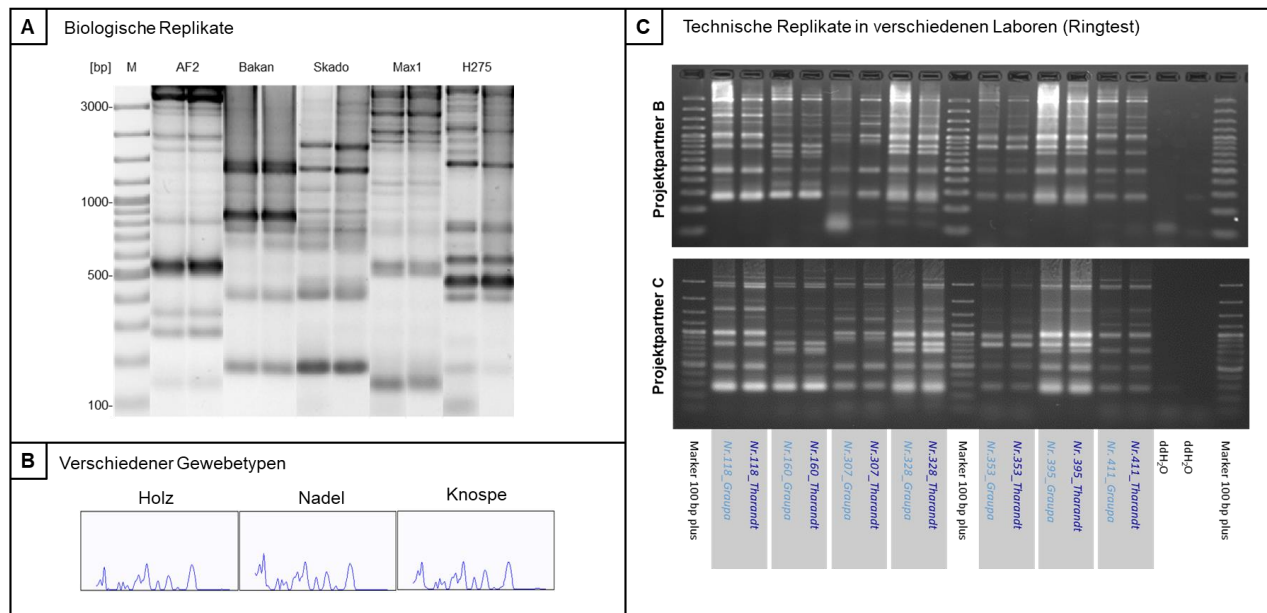 A Biologische Replikate
[bp] M AF2 Bakan Skado Max1 H275
3000-
1000-
500-
100-
B Verschiedener Gewebetypen
Holz Nadel Knospe
C Technische Replikate in verschiedenen Laboren (Ringtest)
Projektpartner B
Projektpartner C
Marker 100 bp plus
Nr.118_Graupa
Nr.118_Tharandt
Nr.160_Graupa
Nr.160_Tharandt
Nr.307_Graupa
Nr.307_Tharandt
Nr.328_Graupa
Nr.328_Tharandt
Marker 100 bp plus
Nr.353_Graupa
Nr.353_Tharandt
Nr.395_Graupa
Nr.395_Tharandt
Nr. 411_Graupa
Nr.411_Tharandt
ddH₂O
ddH₂O
Marker 100 bp plus